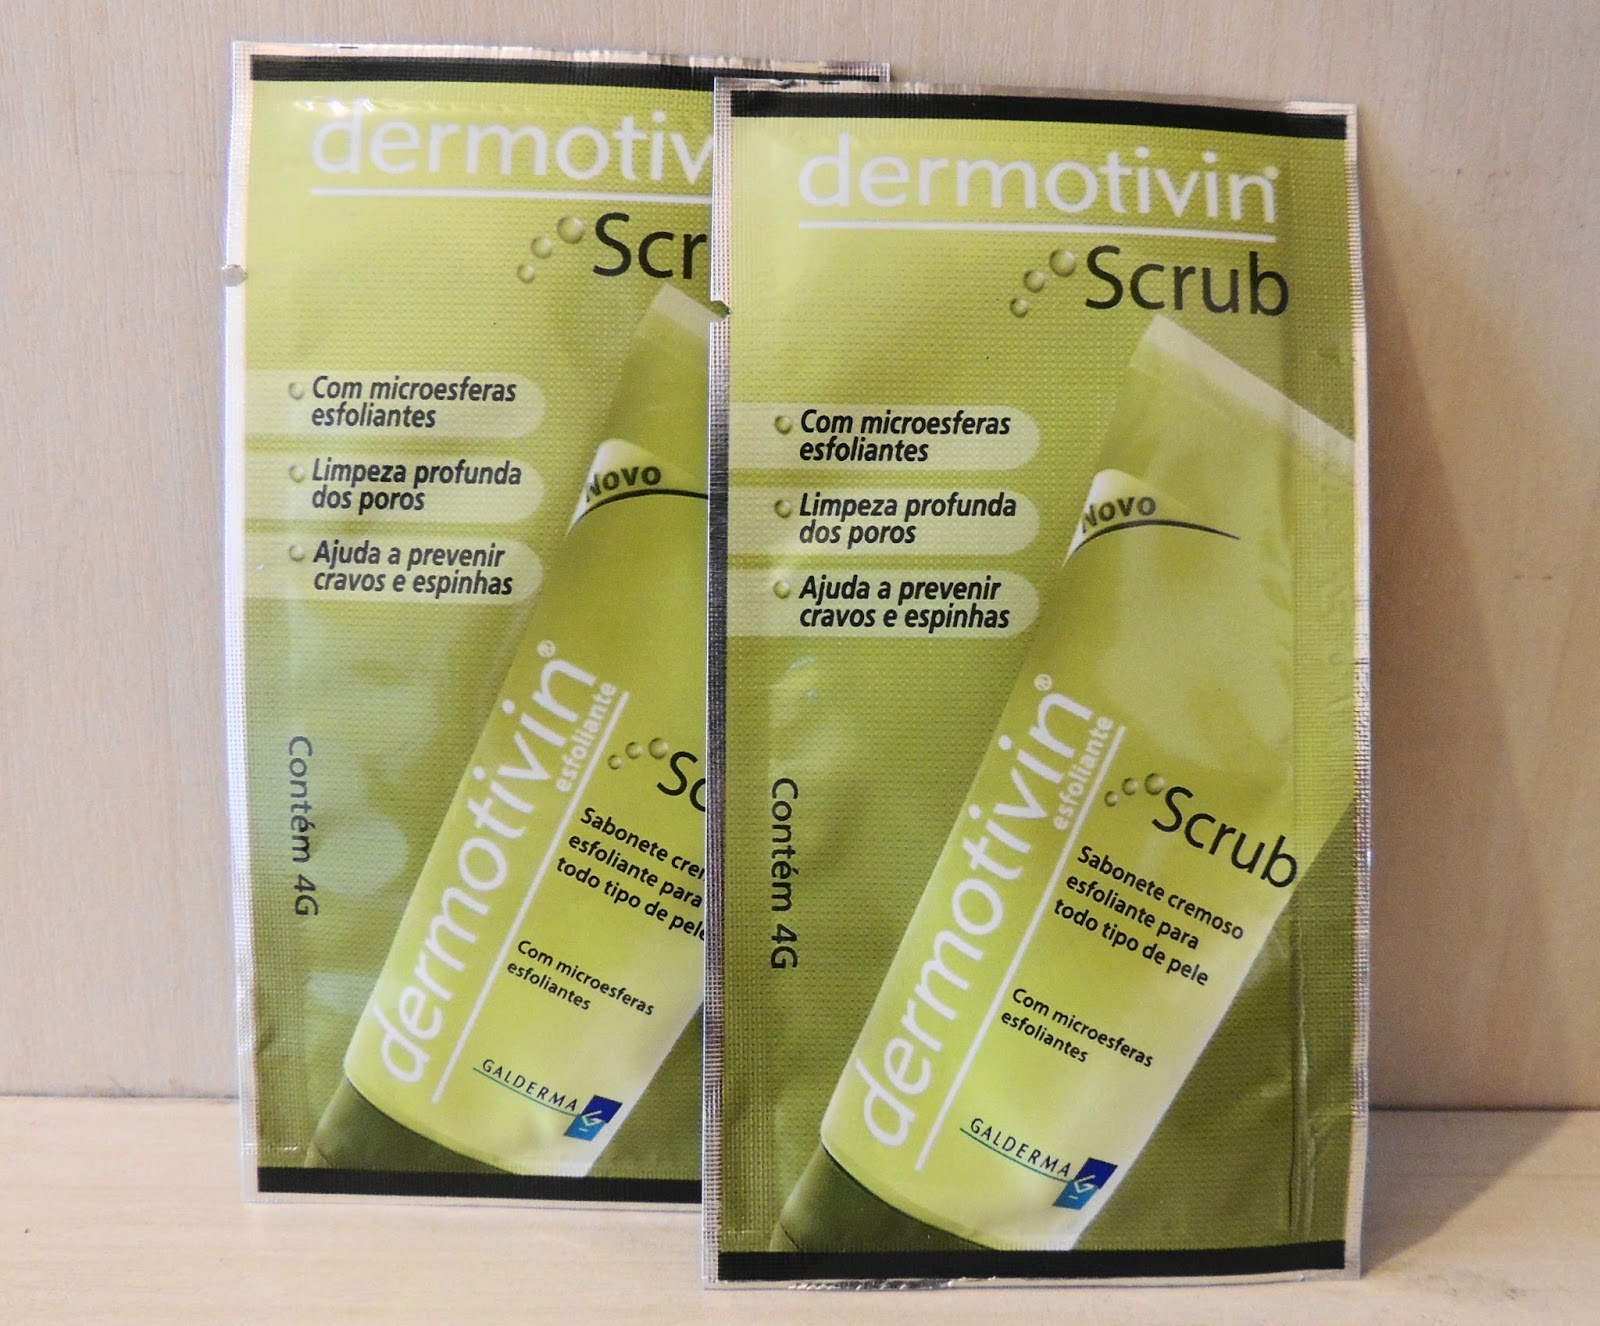 dermotiv
Scr
Com microesferas
esfoliantes
Limpeza profunda
dos poros
Ajuda a prevenir
cravos e espinhas
Contém 4G
NOVO
dermotivin®
esfoliante
Sc
Sabonete crem
esfoliante para
todo tipo de pele
Com microesferas
esfoliantes
GALDERMA
G
dermotivin®
Scrub
Com microesferas
esfoliantes
Limpeza profunda
dos poros
Ajuda a prevenir
cravos e espinhas
Contém 4G
NOVO
dermotivin®
esfoliante
Scrub
Sabonete cremoso
esfoliante para
todo tipo de pele
Com microesferas
esfoliantes
GALDERMA
G